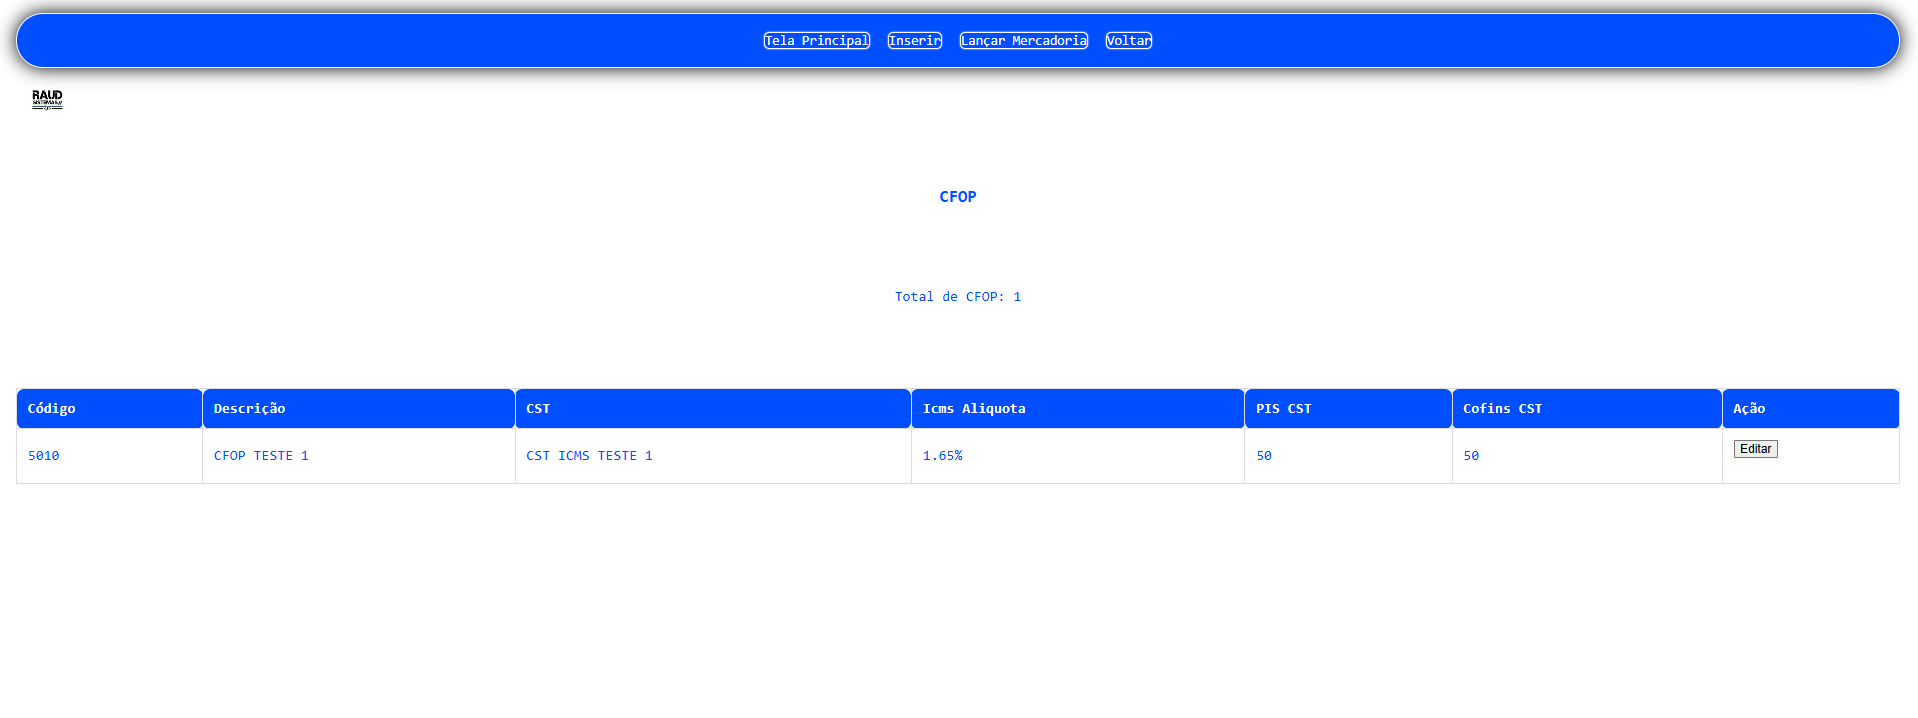 Tela Principal Inserir Lançar Mercadoria Voltar
RAUD
SISTEMAS//
CFOP
Total de CFOP: 1
Código Descrição CST Icms Aliquota PIS CST Cofins CST Ação
5010 CFOP TESTE 1 CST ICMS TESTE 1 1.65% 50 50 Editar